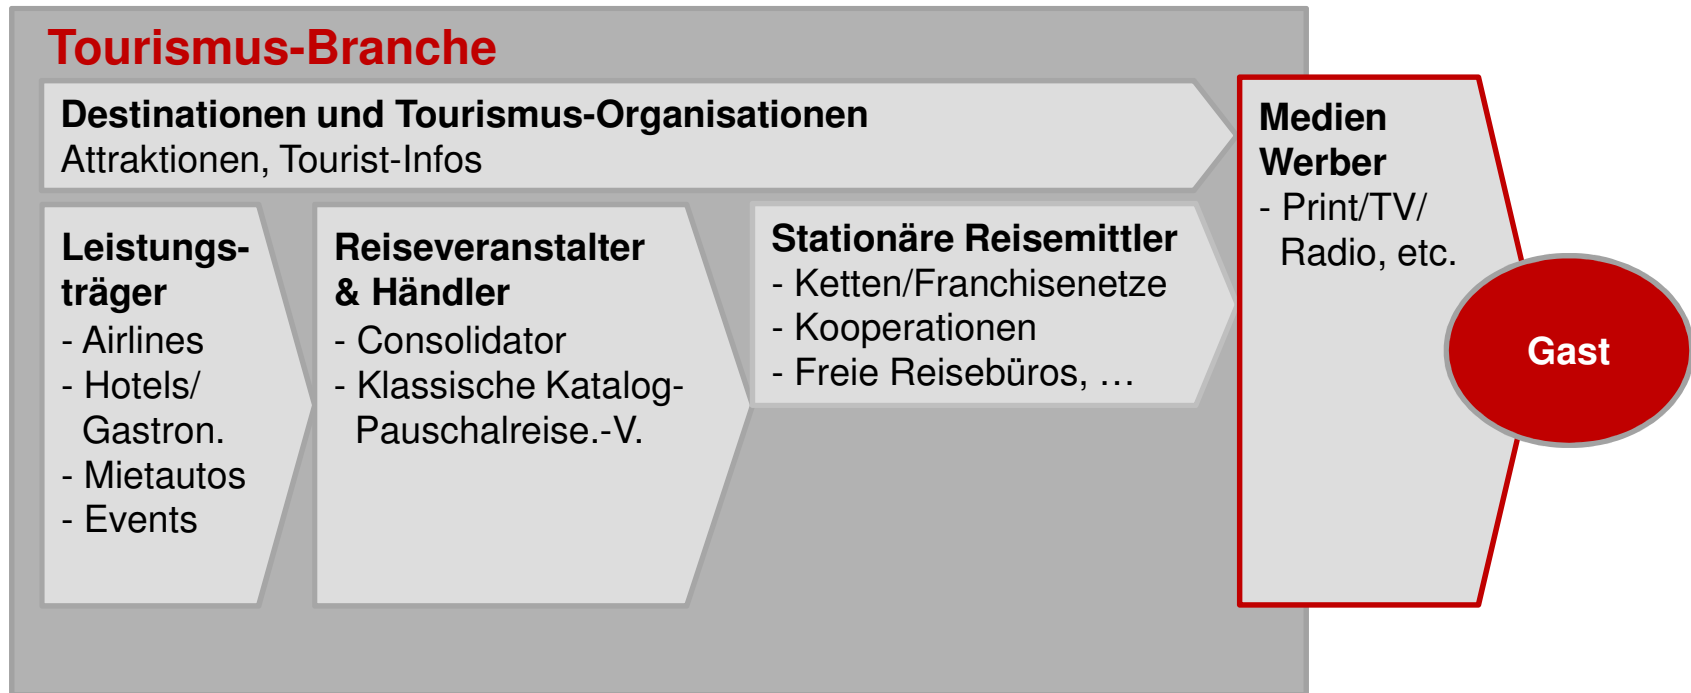 Tourismus-Branche
Destinationen und Tourismus-Organisationen
Attraktionen, Tourist-Infos
Leistungs-
träger
- Airlines
- Hotels/
Gastron.
- Mietautos
- Events
Reiseveranstalter
& Händler
- Consolidator
- Klassische Katalog-
Pauschalreise.-V.
Stationäre Reisemittler
- Ketten/Franchisenetze
- Kooperationen
- Freie Reisebüros, …
Medien
Werber
- Print/TV/
Radio, etc.
Gast